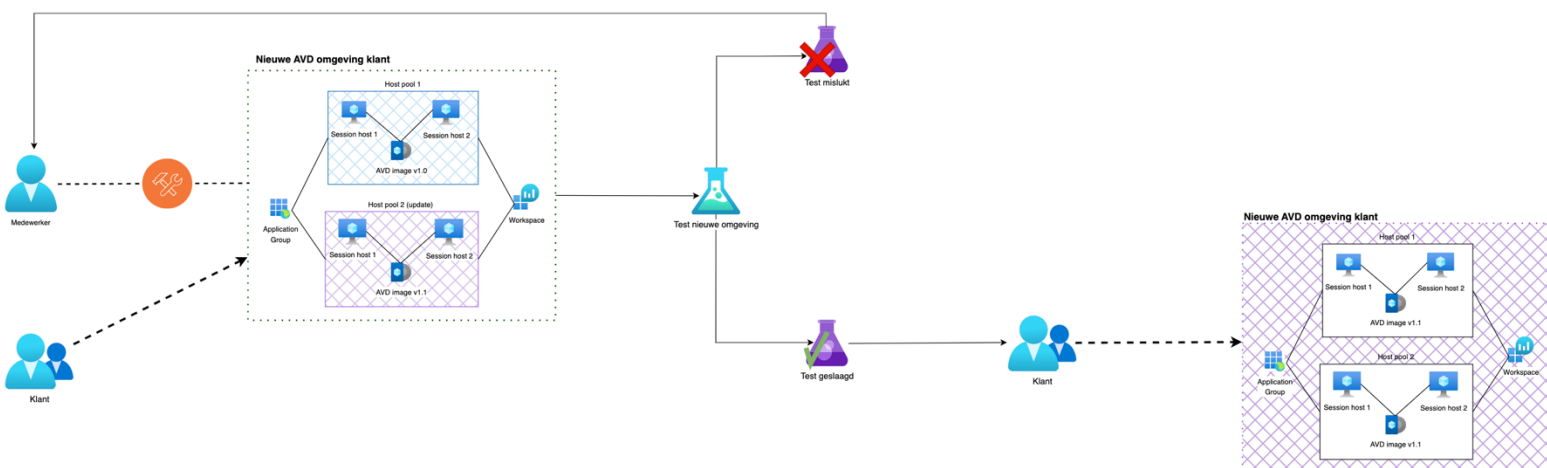 Test mislukt
Nieuwe AVD omgeving klant
Host pool 1
Session host 1
Session host 2
AVD image v1.0
Medewerker
Host pool 2 (update)
Application
Group
Workspace
Session host 1
Session host 2
AVD image v1.1
Test nieuwe omgeving
Klant
Test geslaagd
Klant
Nieuwe AVD omgeving klant
Host pool 1
Session host 1
Session host 2
AVD image v1.1
Host pool 2
Application
Group
Workspace
Session host 1
Session host 2
AVD image v1.1